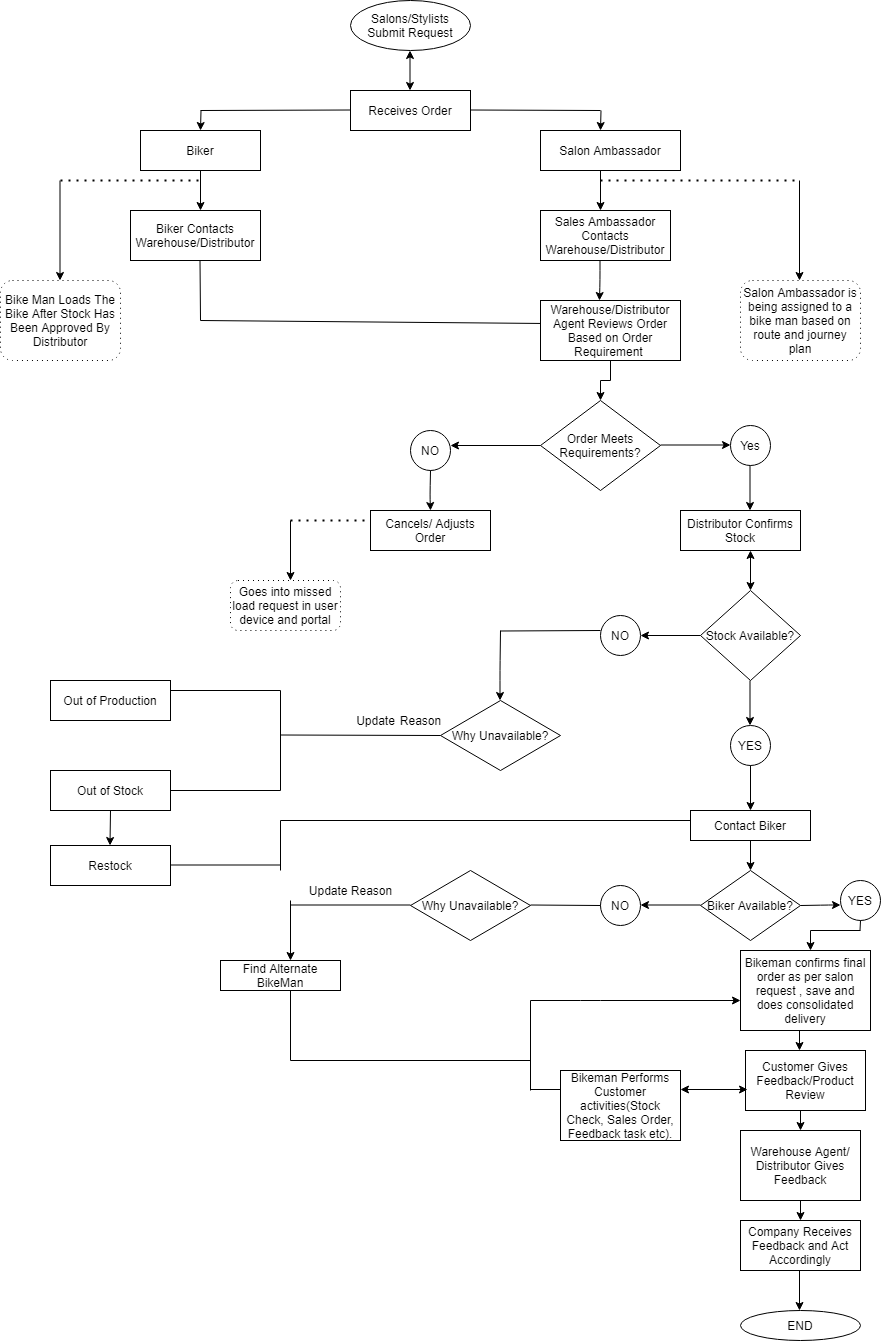 Salons/Stylists
Submit Request
Receives Order
Biker
Salon Ambassador
Biker Contacts
Warehouse/Distributor
Sales Ambassador
Contacts
Warehouse/Distributor
Bike Man Loads The
Bike After Stock Has
Been Approved By
Distributor
Warehouse/Distributor
Agent Reviews Order
Based on Order
Requirement
Salon Ambassador is
being assigned to a
bike man based on
route and journey
plan
NO
Order Meets
Requirements?
Yes
Cancels/ Adjusts
Order
Distributor Confirms
Stock
Goes into missed
load request in user
device and portal
NO
Stock Available?
Out of Production
Update Reason
Why Unavailable?
YES
Out of Stock
Contact Biker
Restock
Update Reason
Why Unavailable?
NO
Biker Available?
YES
Find Alternate
BikeMan
Bikeman confirms final
order as per salon
request , save and
does consolidated
delivery
Bikeman Performs
Customer
activities(Stock
Check, Sales Order,
Feedback task etc).
Customer Gives
Feedback/Product
Review
Warehouse Agent/
Distributor Gives
Feedback
Company Receives
Feedback and Act
Accordingly
END